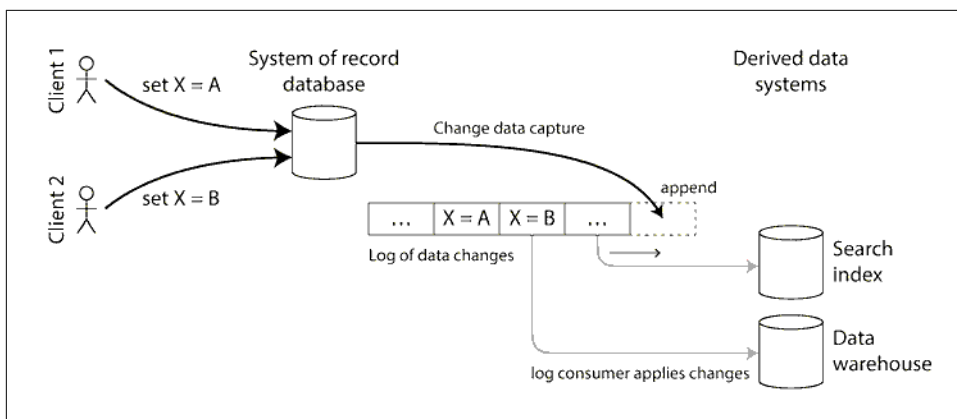 Client 1
set X = A
System of record
database
Derived data
systems
Change data capture
Client 2
set X = B
append
...
X = A
X = B
...
Log of data changes
Search
index
Data
warehouse
log consumer applies changes